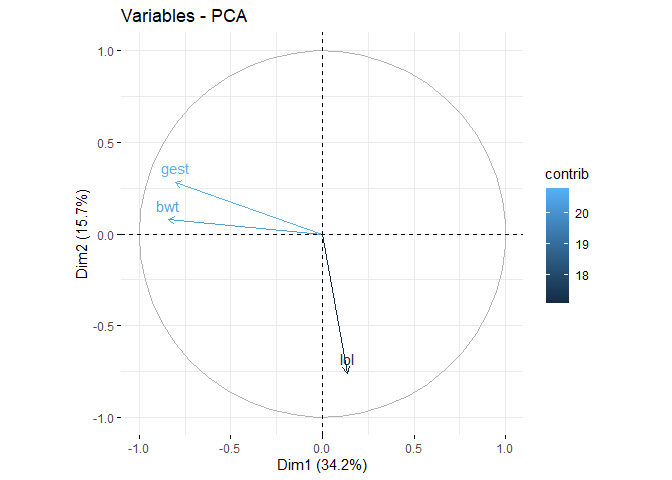 Variables - PCA
1.0
0.5
0.0
-0.5
-1.0
Dim2 (15.7%)
gest
bwt
lbl
-1.0 -0.5 0.0 0.5 1.0
Dim1 (34.2%)
contrib
20
19
18